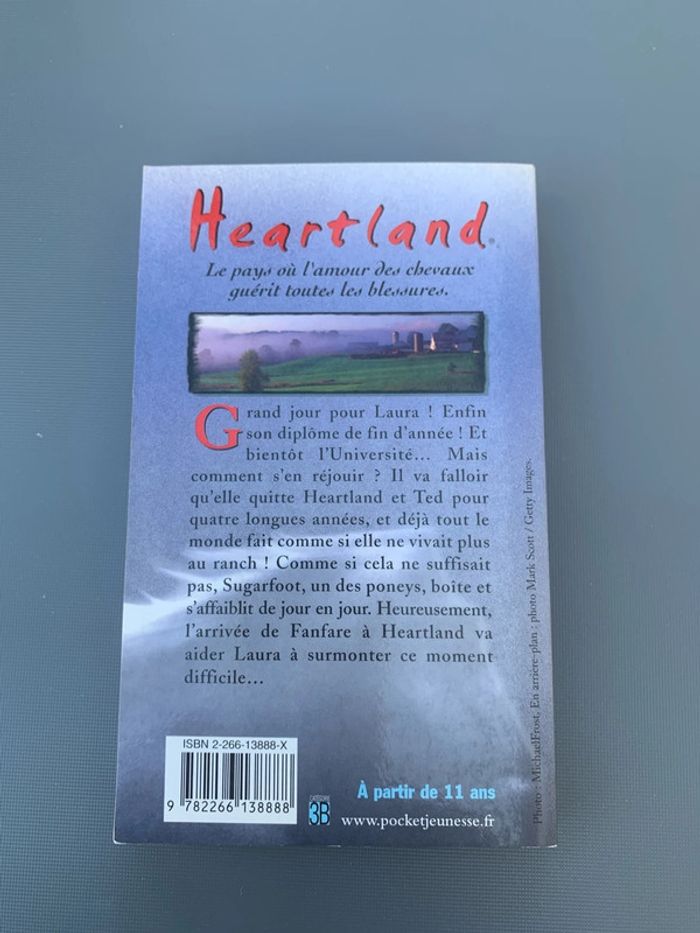 Heartland®
Le pays où l'amour des chevaux
guérit toutes les blessures.
Grand jour pour Laura ! Enfin
son diplôme de fin d'année ! Et
bientôt l'Université... Mais
comment s'en réjouir ? Il va falloir
qu'elle quitte Heartland et Ted pour
quatre longues années, et déjà tout le
monde fait comme si elle ne vivait plus
au ranch ! Comme si cela ne suffisait
pas, Sugarfoot, un des poneys, boîte et
s'affaiblit de jour en jour. Heureusement,
l'arrivée de Fanfare à Heartland va
aider Laura à surmonter ce moment
difficile...
Photo : MichaelFrost, En arrière-plan : photo Mark Scott / Getty Images.
ISBN 2-266-13888-X
9 782266 138888
CATÉGORIE
3B
À partir de 11 ans
www.pocketjeunesse.fr